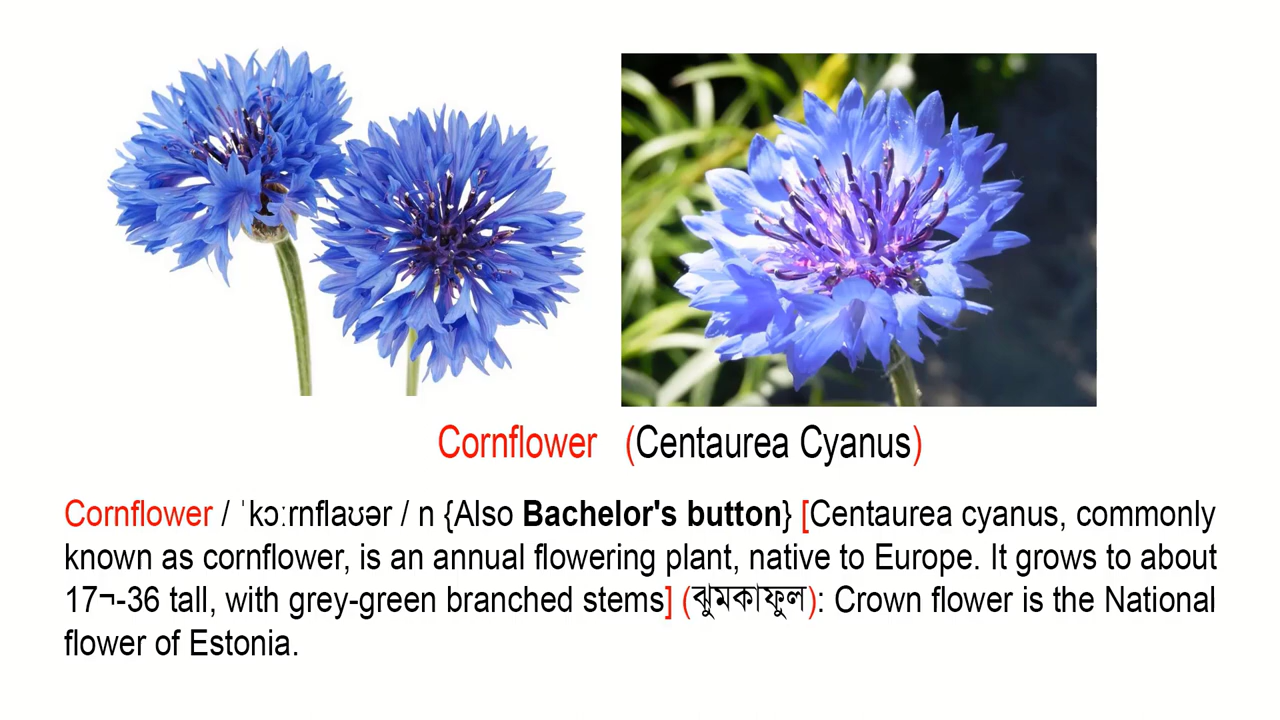 Cornflower (Centaurea Cyanus)
Cornflower / ˈkɔːrnflaʊər / n {Also Bachelor's button} [Centaurea cyanus, commonly
known as cornflower, is an annual flowering plant, native to Europe. It grows to about
17¬-36 tall, with grey-green branched stems] (ঝুমকাফুল): Crown flower is the National
flower of Estonia.